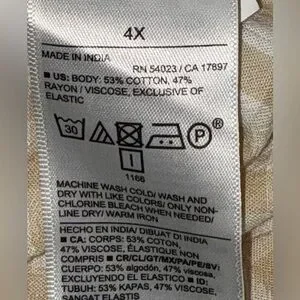 4X
MADE IN INDIA
RN 54023 / CA 17897
■ US: BODY: 53% COTTON, 47%
RAYON / VISCOSE, EXCLUSIVE OF
ELASTIC
30 P
1166
MACHINE WASH COLD/ WASH AND
DRY WITH LIKE COLORS/ ONLY NON-
CHLORINE BLEACH WHEN NEEDED/
LINE DRY/ WARM IRON
HECHO EN INDIA/ DIBUAT DI INDIA
■ CA: CORPS: 53% COTON,
47% VISCOSE, ÉLASTIQUE NON
COMPRIS ■ CR/CL/GT/MX/PA/PE/SV:
CUERPO: 53% algodón, 47% viscosa,
EXCLUYENDO EL ELASTICO ■ ID:
TUBUH: 53% KAPAS, 47% VISCOSE,
SANGAT ELASTIS